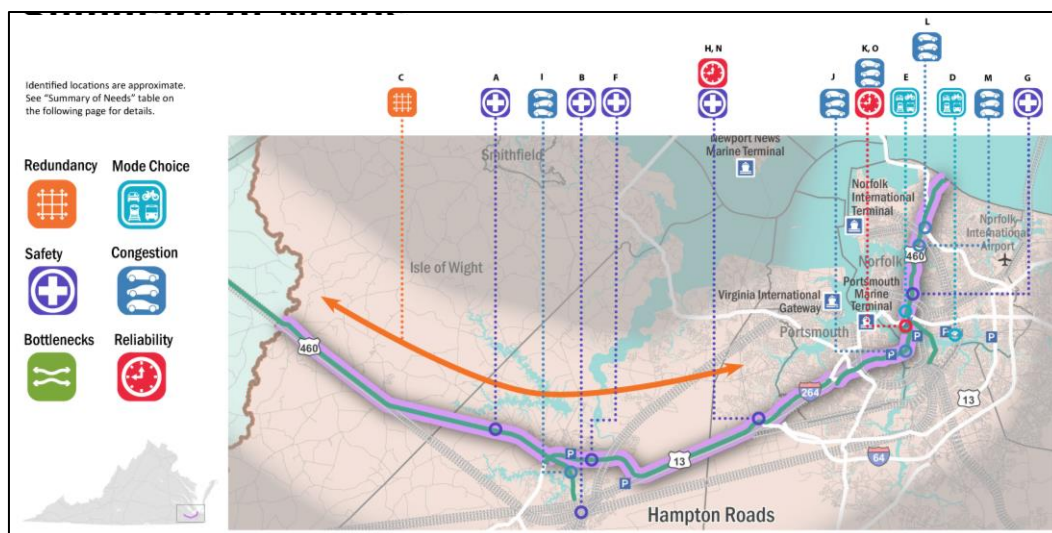 L
H, N
K, O
C
A
I
B
F
J
E
D
M
G
Identified locations are approximate.
See “Summary of Needs” table on
the following page for details.
Redundancy
Mode Choice
Safety
Congestion
Bottlenecks
Reliability
Smithfield
Newport News
Marine Terminal
Norfolk
International
Terminal
Norfolk
International
Airport
460
Norfolk
Isle of Wight
Virginia International
Gateway
Portsmouth
Marine
Terminal
Portsmouth
460
P
P
P
P
P
P
264
13
13
64
Hampton Roads